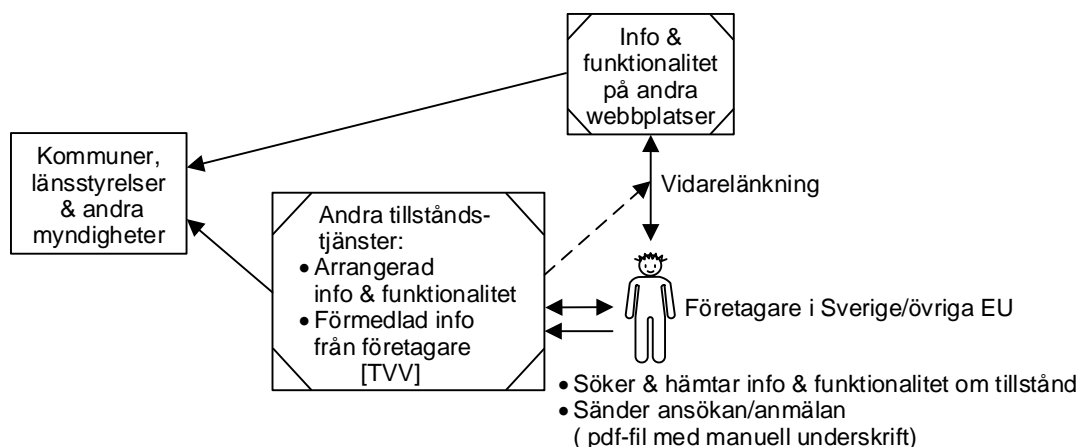 Info &
funktionalitet
på andra
webbplatser
Kommuner,
länsstyrelser
& andra
myndigheter
Vidarelänkning
Andra tillstånds-
tjänster:
• Arrangerad
info & funktionalitet
• Förmedlad info
från företagare
[TVV]
Företagare i Sverige/övriga EU
• Söker & hämtar info & funktionalitet om tillstånd
• Sänder ansökan/anmälan
( pdf-fil med manuell underskrift)